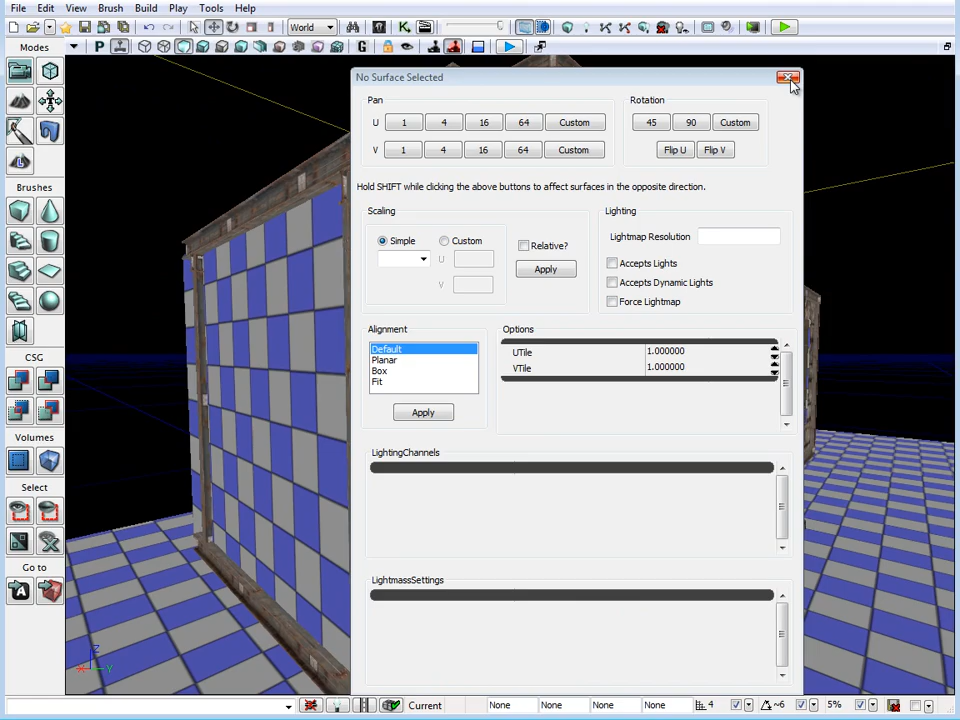 File Edit View Brush Build Play Tools Help
World
Modes
P G K
No Surface Selected
Pan
U 1 4 16 64 Custom
V 1 4 16 64 Custom
Rotation
45 90 Custom
Flip U Flip V
Hold SHIFT while clicking the above buttons to affect surfaces in the opposite direction.
Scaling
Simple Custom
U
V
Relative?
Apply
Lighting
Lightmap Resolution
Accepts Lights
Accepts Dynamic Lights
Force Lightmap
Alignment
Default
Planar
Box
Fit
Apply
Options
UTile 1.000000
VTile 1.000000
LightingChannels
LightmassSettings
Brushes
CSG
Volumes
Select
Go to
Z
X Y
Current None None None None 4 ~6 5%